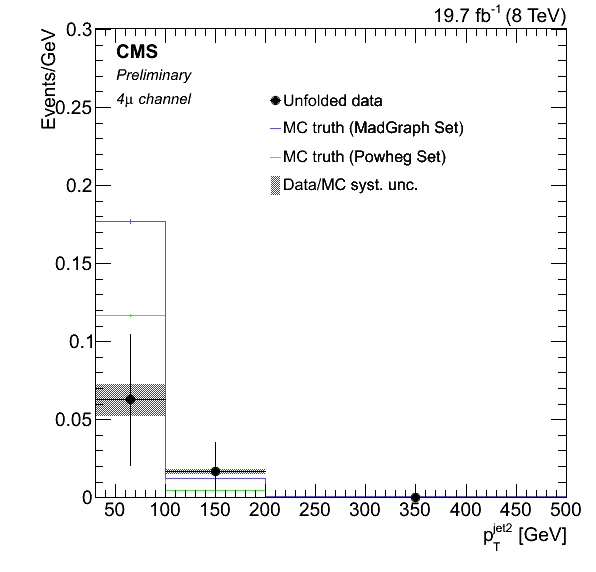 19.7 fb⁻¹ (8 TeV)
Events/GeV
0.3
0.25
0.2
0.15
0.1
0.05
0
CMS
Preliminary
4μ channel
Unfolded data
MC truth (MadGraph Set)
MC truth (Powheg Set)
Data/MC syst. unc.
50 100 150 200 250 300 350 400 450 500
p_T^jet2 [GeV]